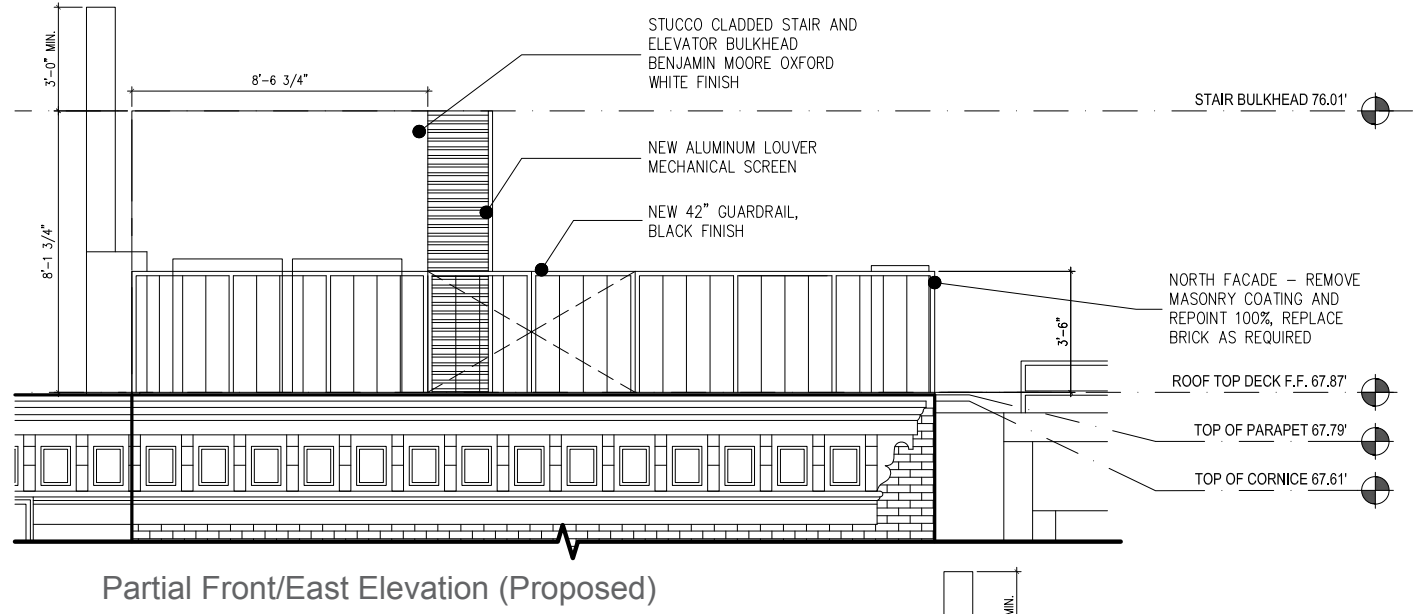 3'-0" MIN.
8'-6 3/4"
STUCCO CLADDED STAIR AND
ELEVATOR BULKHEAD
BENJAMIN MOORE OXFORD
WHITE FINISH
STAIR BULKHEAD 76.01'
NEW ALUMINUM LOUVER
MECHANICAL SCREEN
NEW 42" GUARDRAIL,
BLACK FINISH
8'-1 3/4"
3'-6"
NORTH FACADE – REMOVE
MASONRY COATING AND
REPOINT 100%, REPLACE
BRICK AS REQUIRED
ROOF TOP DECK F.F. 67.87'
TOP OF PARAPET 67.79'
TOP OF CORNICE 67.61'
Partial Front/East Elevation (Proposed)
MIN.